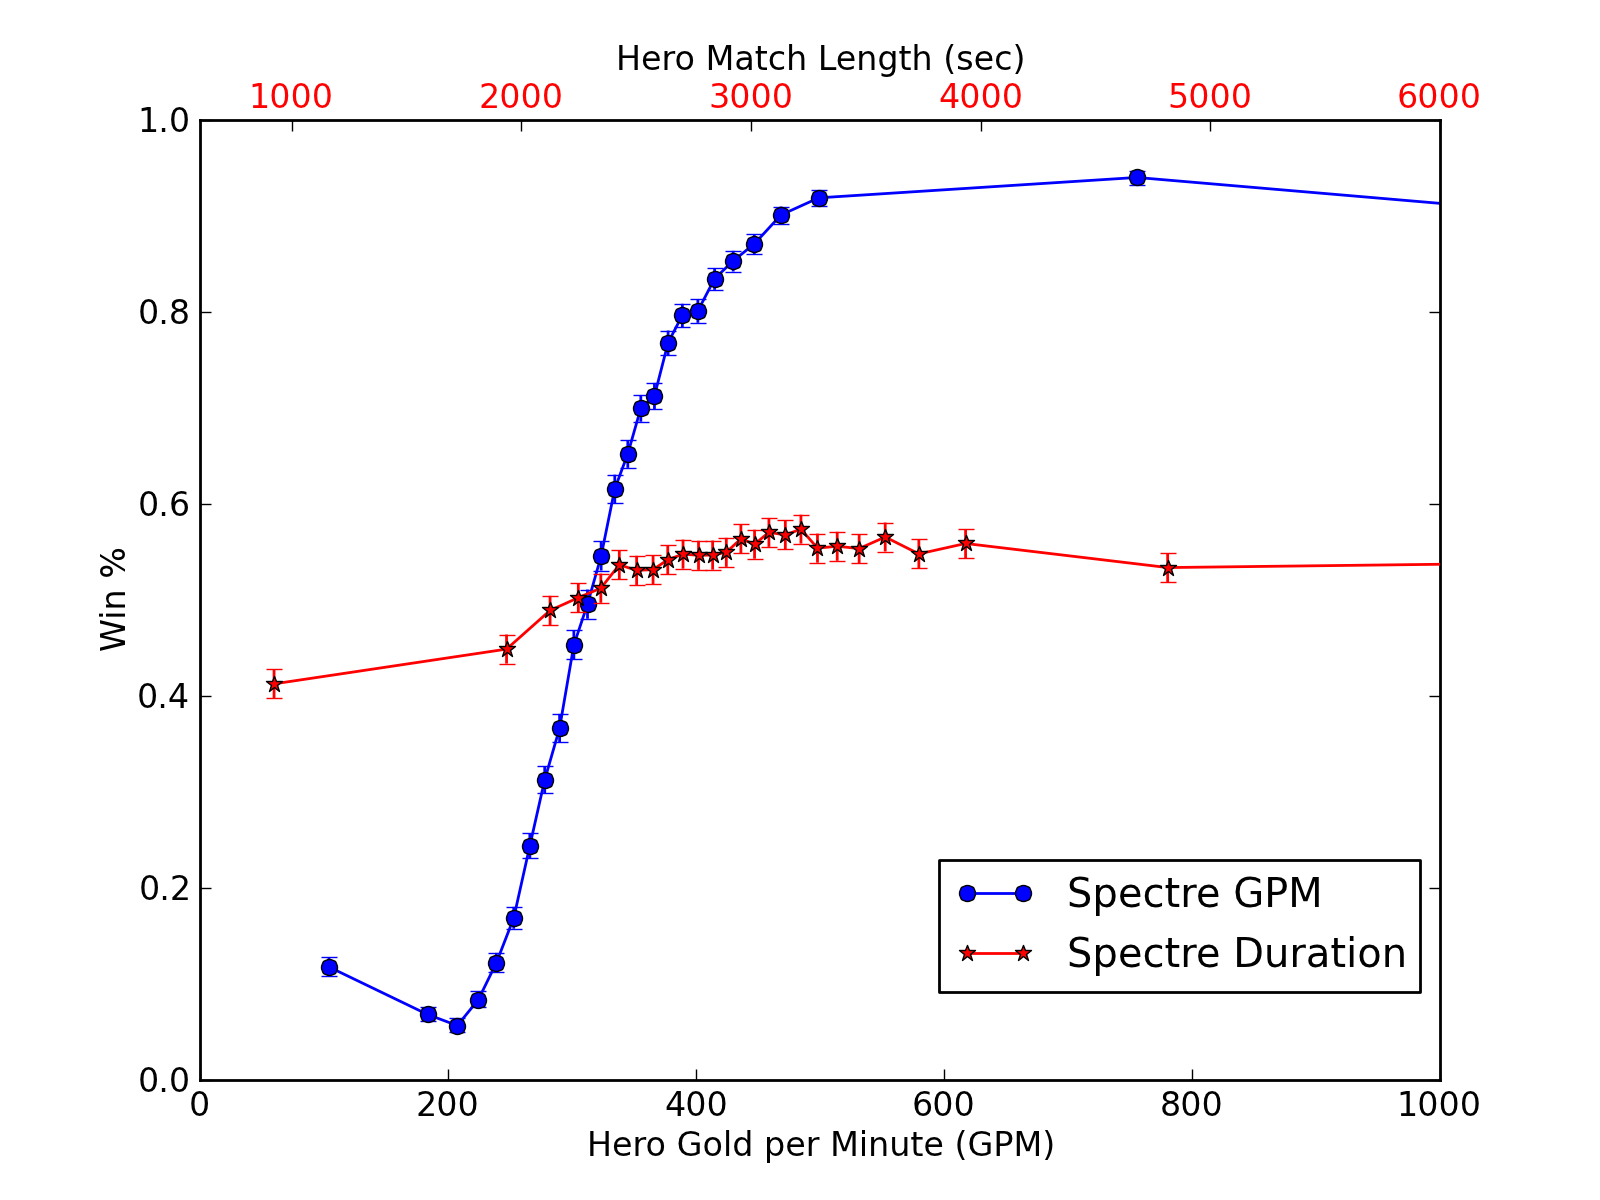 Hero Match Length (sec)
1000 2000 3000 4000 5000 6000
1.0
0.8
0.6
0.4
0.2
0.0
Win %
Spectre GPM
Spectre Duration
0 200 400 600 800 1000
Hero Gold per Minute (GPM)